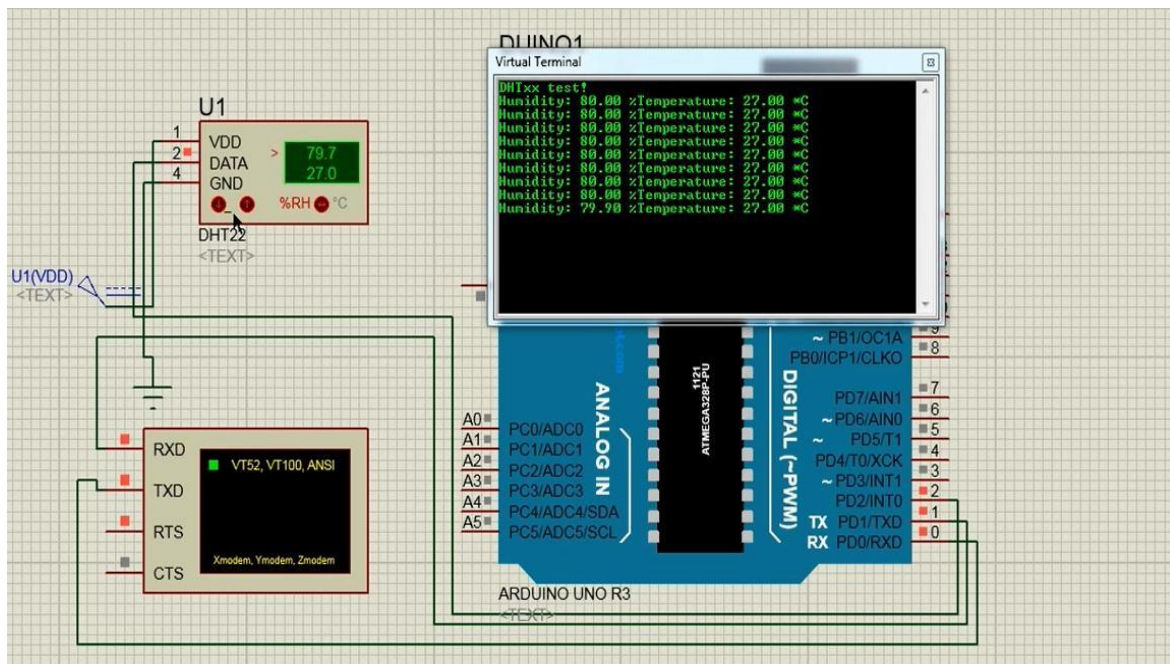 DUINO1
Virtual Terminal
DHTxx test!
Humidity: 80.00 %Temperature: 27.00 *C
Humidity: 80.00 %Temperature: 27.00 *C
Humidity: 80.00 %Temperature: 27.00 *C
Humidity: 80.00 %Temperature: 27.00 *C
Humidity: 80.00 %Temperature: 27.00 *C
Humidity: 80.00 %Temperature: 27.00 *C
Humidity: 80.00 %Temperature: 27.00 *C
Humidity: 80.00 %Temperature: 27.00 *C
Humidity: 79.90 %Temperature: 27.00 *C
U1
1 VDD
2 DATA
4 GND
> 79.7
27.0
%RH °C
DHT22
<TEXT>
U1(VDD)
<TEXT>
RXD
TXD
RTS
CTS
VT52, VT100, ANSI
Xmodem, Ymodem, Zmodem
A0 PC0/ADC0
A1 PC1/ADC1
A2 PC2/ADC2
A3 PC3/ADC3
A4 PC4/ADC4/SDA
A5 PC5/ADC5/SCL
ANALOG IN
1121
ATMEGA328P-PU
DIGITAL (~PWM)
~ PB1/OC1A 9
PB0/ICP1/CLKO 8
PD7/AIN1 7
~ PD6/AIN0 6
~ PD5/T1 5
PD4/T0/XCK 4
~ PD3/INT1 3
PD2/INT0 2
TX PD1/TXD 1
RX PD0/RXD 0
ARDUINO UNO R3
<TEXT>